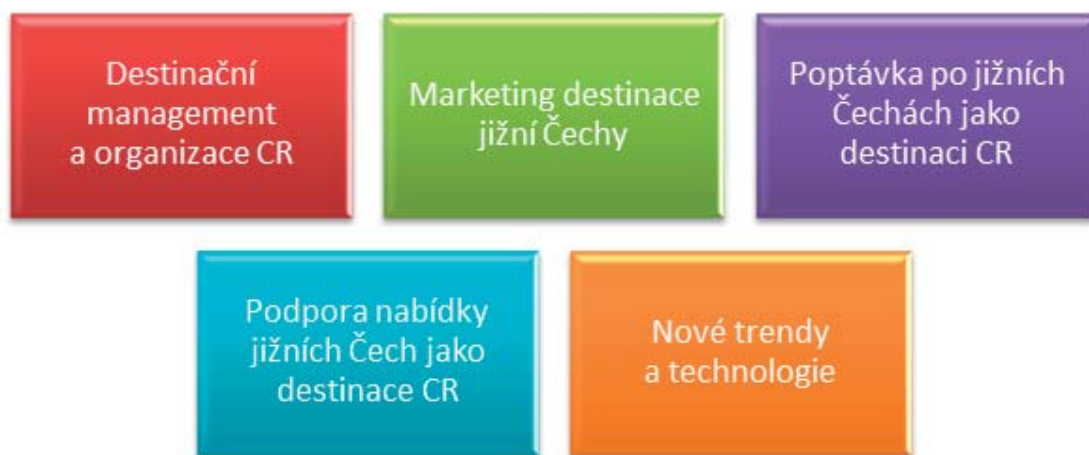 Destinační
management
a organizace CR
Marketing destinace
jižní Čechy
Poptávka po jižních
Čechách jako
destinaci CR
Podpora nabídky
jižních Čech jako
destinace CR
Nové trendy
a technologie